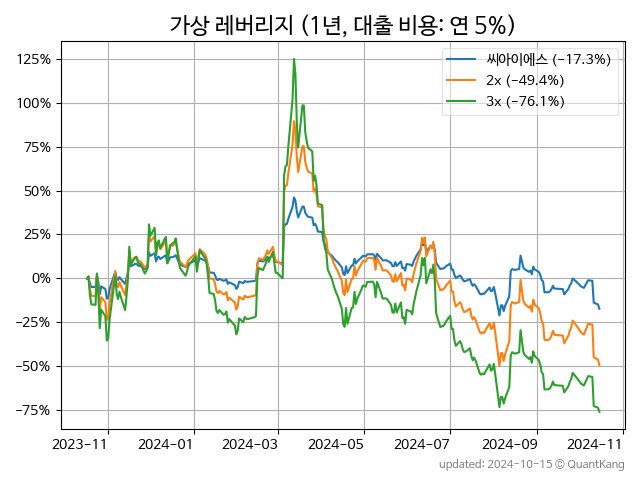 가상 레버리지 (1년, 대출 비용: 연 5%)
씨아이에스 (-17.3%)
2x (-49.4%)
3x (-76.1%)
125%
100%
75%
50%
25%
0%
-25%
-50%
-75%
2023-11 2024-01 2024-03 2024-05 2024-07 2024-09 2024-11
updated: 2024-10-15 © QuantKang